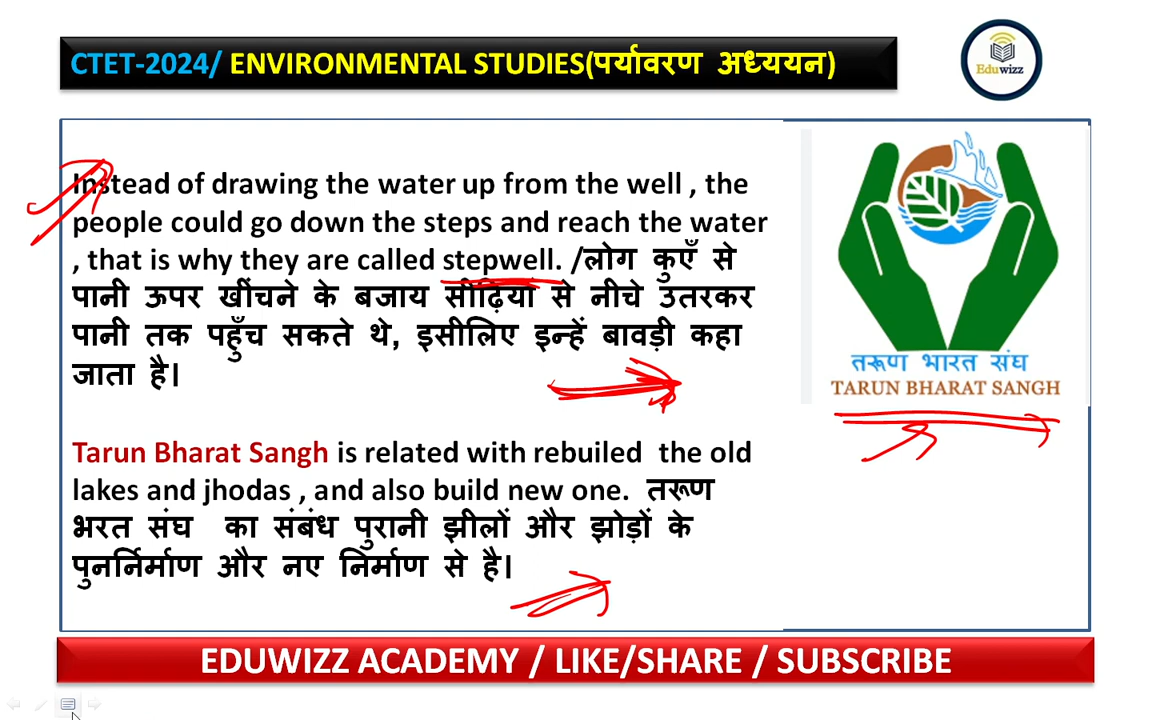 CTET-2024/ ENVIRONMENTAL STUDIES(पर्यावरण अध्ययन)
Eduwizz
Instead of drawing the water up from the well , the
people could go down the steps and reach the water
, that is why they are called stepwell. /लोग कुएँ से
पानी ऊपर खींचने के बजाय सीढ़ियों से नीचे उतरकर
पानी तक पहुँच सकते थे, इसीलिए इन्हें बावड़ी कहा
जाता है।
तरूण भारत संघ
TARUN BHARAT SANGH
Tarun Bharat Sangh is related with rebuiled the old
lakes and jhodas , and also build new one. तरूण
भरत संघ का संबंध पुरानी झीलों और झोड़ों के
पुनर्निर्माण और नए निर्माण से है।
EDUWIZZ ACADEMY / LIKE/SHARE / SUBSCRIBE